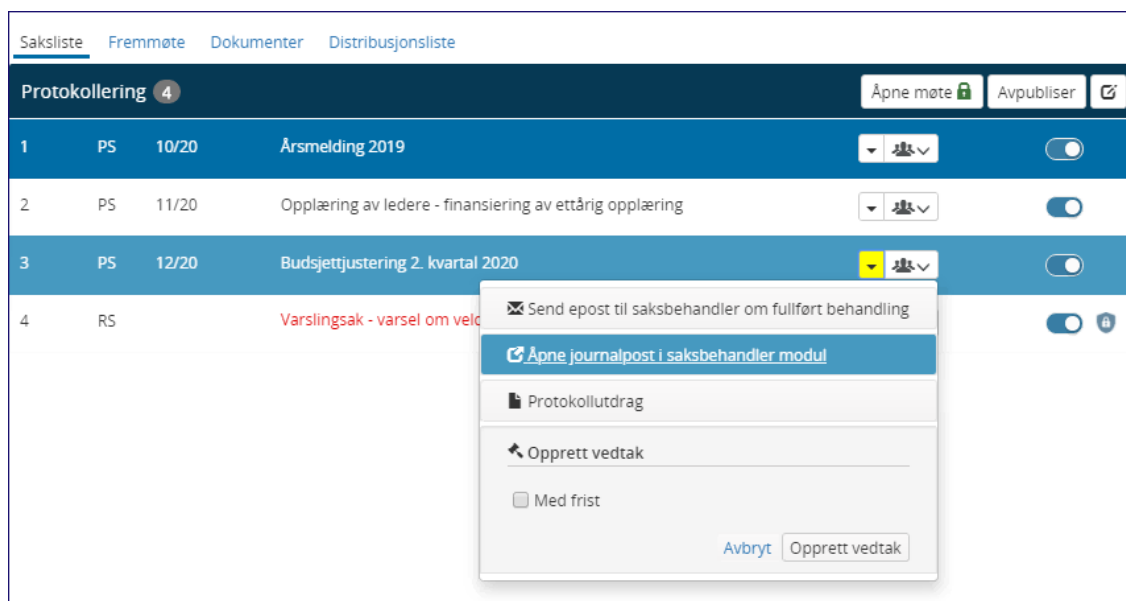 Saksliste Fremmøte Dokumenter Distribusjonsliste
Protokollering 4 Åpne møte Avpubliser
1 PS 10/20 Årsmelding 2019
2 PS 11/20 Opplæring av ledere - finansiering av ettårig opplæring
3 PS 12/20 Budsjettjustering 2. kvartal 2020
Send epost til saksbehandler om fullført behandling
4 RS Varslingsak - varsel om
Åpne journalpost i saksbehandler modul
Protokollutdrag
Opprett vedtak
Med frist
Avbryt Opprett vedtak